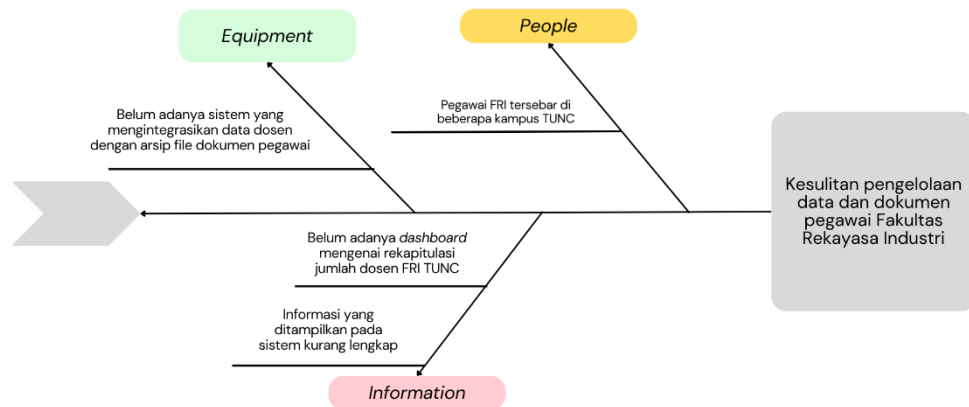 Equipment
People
Belum adanya sistem yang
mengintegrasikan data dosen
dengan arsip file dokumen pegawai
Pegawai FRI tersebar di
beberapa kampus TUNC
Kesulitan pengelolaan
data dan dokumen
pegawai Fakultas
Rekayasa Industri
Belum adanya dashboard
mengenai rekapitulasi
jumlah dosen FRI TUNC
Informasi yang
ditampilkan pada
sistem kurang lengkap
Information